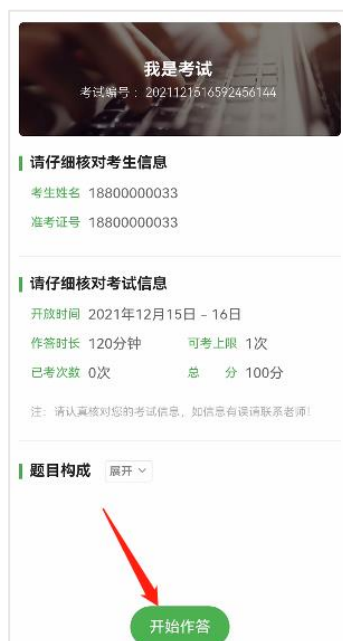 我是考试
考试编号： 2021121516592456144
请仔细核对考生信息
考生姓名 18800000033
准考证号 18800000033
请仔细核对考试信息
开放时间 2021年12月15日 - 16日
作答时长 120分钟 可考上限 1次
已考次数 0次 总 分 100分
注：请认真核对您的考试信息，如信息有误请联系老师！
题目构成 展开
开始作答